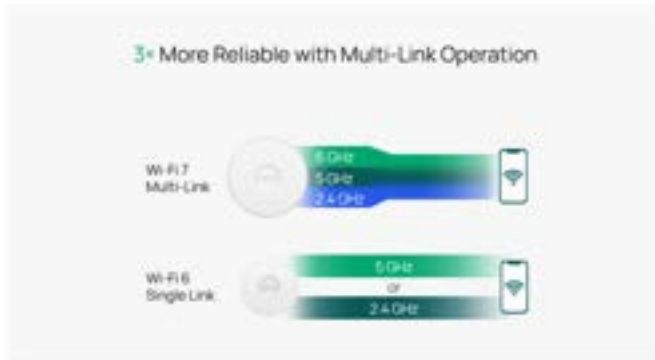 3× More Reliable with Multi-Link Operation
Wi-Fi 7
Multi-Link
6 GHz
5 GHz
2.4 GHz
Wi-Fi 6
Single Link
5 GHz
or
2.4 GHz